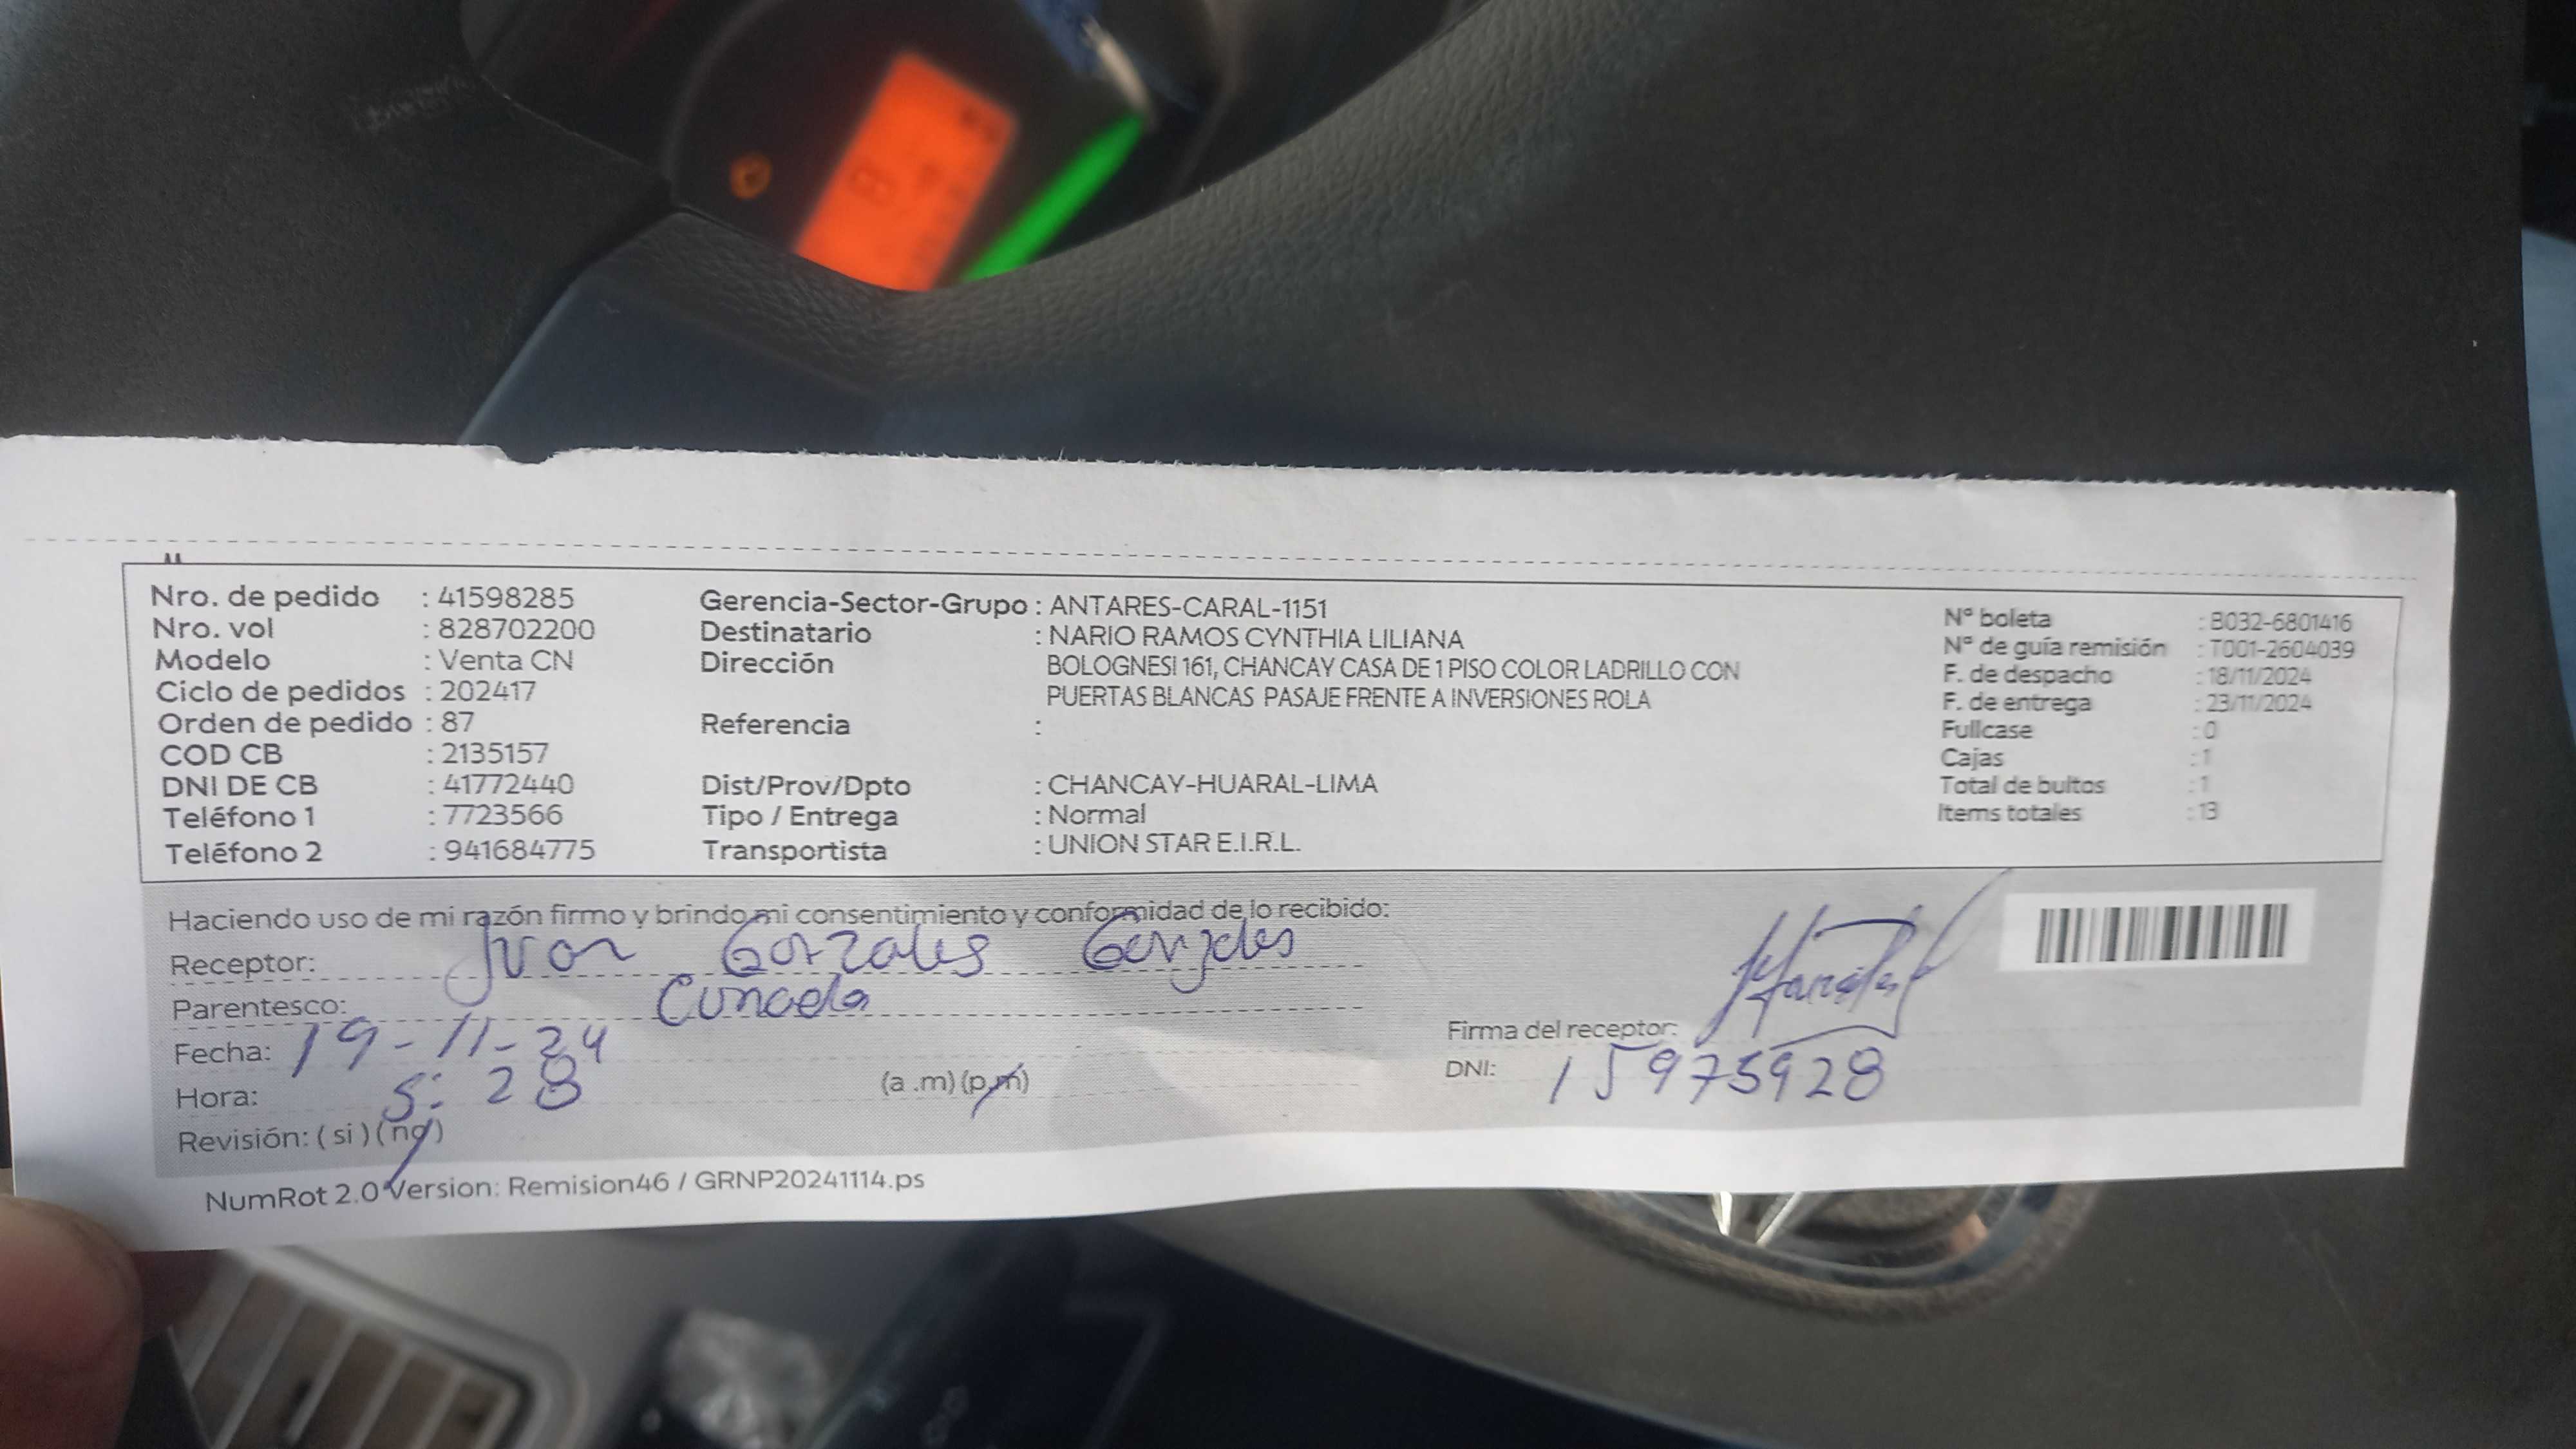 Nro. de pedido : 41598285
Nro. vol : 828702200
Modelo : Venta CN
Ciclo de pedidos : 202417
Orden de pedido : 87
COD CB : 2135157
DNI DE CB : 41772440
Teléfono 1 : 7723566
Teléfono 2 : 941684775
Gerencia-Sector-Grupo : ANTARES-CARAL-1151
Destinatario : NARIO RAMOS CYNTHIA LILIANA
Dirección BOLOGNESI 161, CHANCAY CASA DE 1 PISO COLOR LADRILLO CON
PUERTAS BLANCAS PASAJE FRENTE A INVERSIONES ROLA
Referencia :
Dist/Prov/Dpto : CHANCAY-HUARAL-LIMA
Tipo / Entrega : Normal
Transportista : UNION STAR E.I.R.L.
Nº boleta : B032-6801416
Nº de guía remisión : T001-2604039
F. de despacho : 18/11/2024
F. de entrega : 23/11/2024
Fullcase : 0
Cajas : 1
Total de bultos : 1
Items totales : 13
Haciendo uso de mi razón firmo y brindo mi consentimiento y conformidad de lo recibido:
Receptor: Juan Gonzales Gonzales
Parentesco: Cuñada
Fecha: 19-11-24
Hora: 5:28 (a .m) (p.m)
Revisión: ( si ) ( no )
Firma del receptor:
DNI: 15975928
NumRot 2.0 Version: Remision46 / GRNP20241114.ps